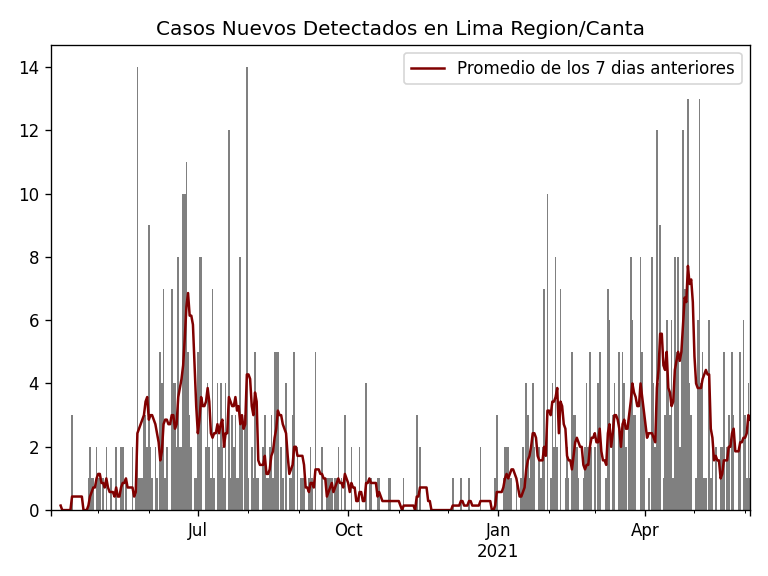 Casos Nuevos Detectados en Lima Region/Canta
Promedio de los 7 dias anteriores
14
12
10
8
6
4
2
0
Jul
Oct
Jan
2021
Apr